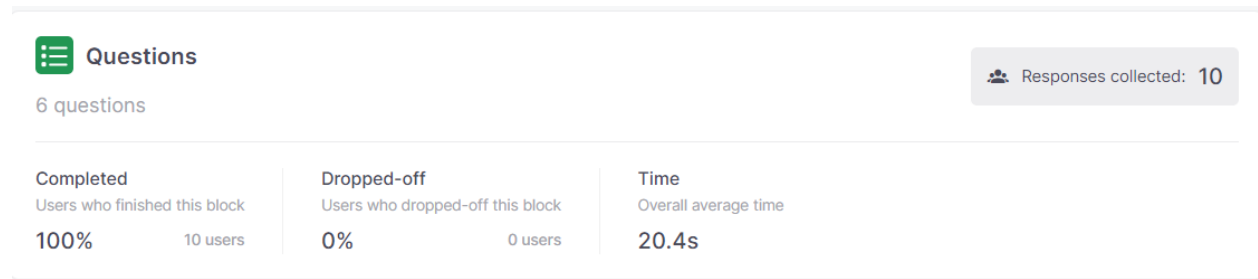 Questions
6 questions
Responses collected: 10
Completed
Users who finished this block
100% 10 users
Dropped-off
Users who dropped-off this block
0% 0 users
Time
Overall average time
20.4s